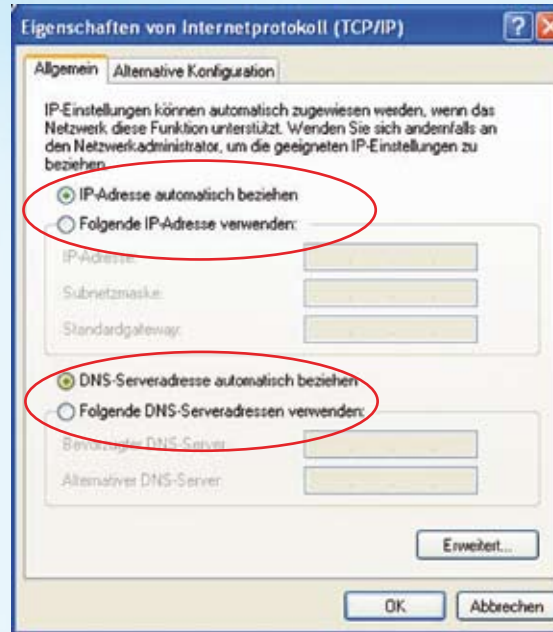 Eigenschaften von Internetprotokoll (TCP/IP)
Allgemein Alternative Konfiguration
IP-Einstellungen können automatisch zugewiesen werden, wenn das
Netzwerk diese Funktion unterstützt. Wenden Sie sich andernfalls an
den Netzwerkadministrator, um die geeigneten IP-Einstellungen zu
beziehen.
IP-Adresse automatisch beziehen
Folgende IP-Adresse verwenden:
IP-Adresse:
Subnetzmaske:
Standardgateway:
DNS-Serveradresse automatisch beziehen
Folgende DNS-Serveradressen verwenden:
Bevorzugter DNS-Server:
Alternativer DNS-Server:
Erweitert...
OK Abbrechen